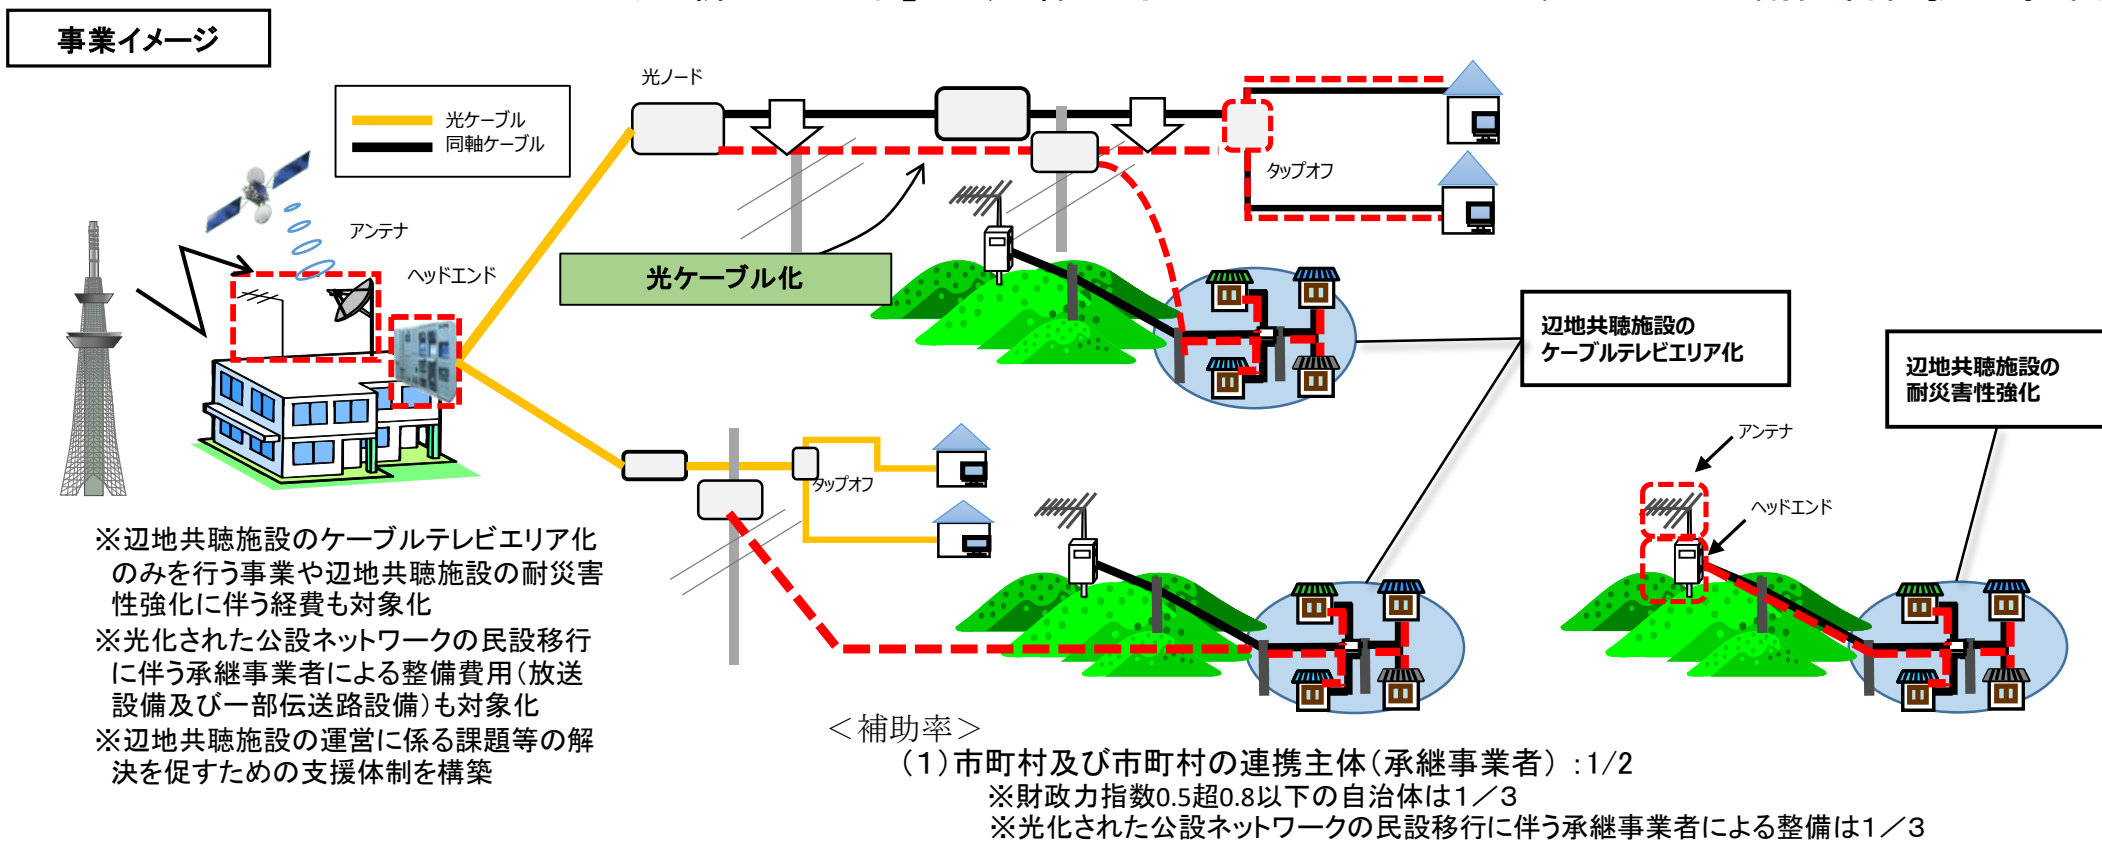 事業イメージ
光ケーブル
同軸ケーブル
光ノード
タップオフ
アンテナ
ヘッドエンド
光ケーブル化
辺地共聴施設の
ケーブルテレビエリア化
辺地共聴施設の
耐災害性強化
アンテナ
ヘッドエンド
タップオフ
※辺地共聴施設のケーブルテレビエリア化
のみを行う事業や辺地共聴施設の耐災害
性強化に伴う経費も対象化
※光化された公設ネットワークの民設移行
に伴う承継事業者による整備費用(放送
設備及び一部伝送路設備)も対象化
※辺地共聴施設の運営に係る課題等の解
決を促すための支援体制を構築
＜補助率＞
(1)市町村及び市町村の連携主体(承継事業者) :1/2
※財政力指数0.5超0.8以下の自治体は1／3
※光化された公設ネットワークの民設移行に伴う承継事業者による整備は1／3